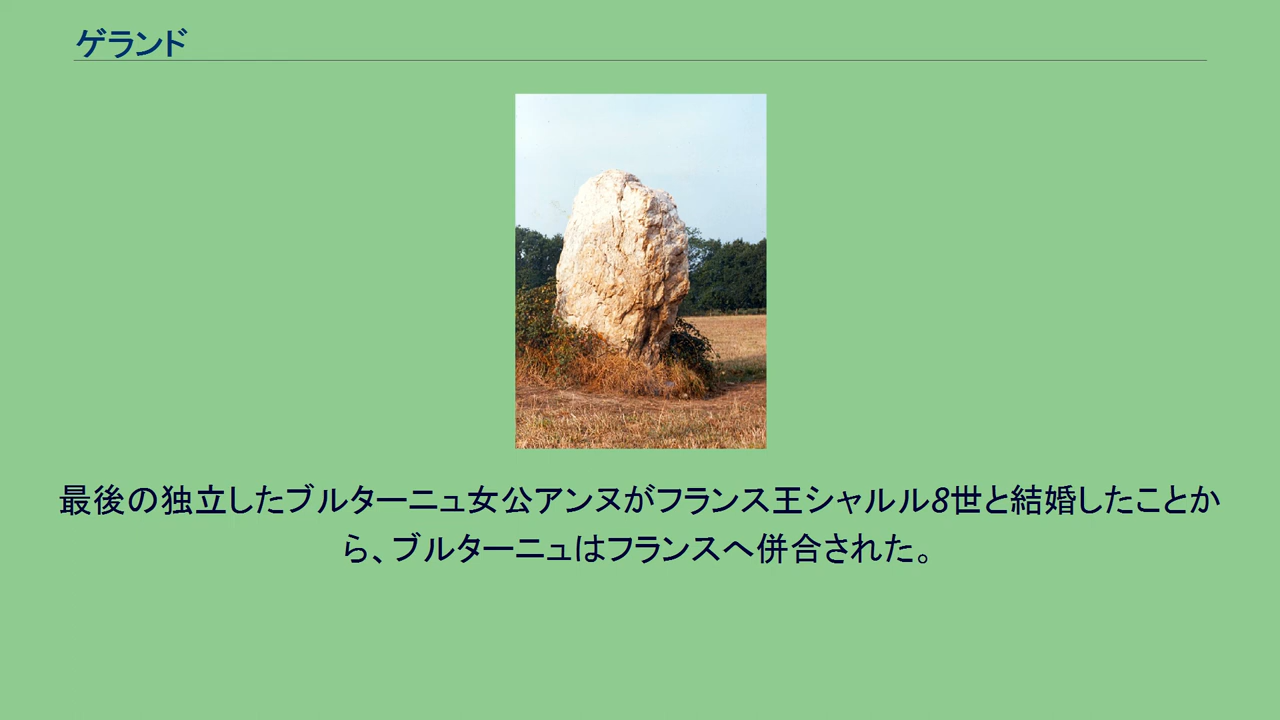 ゲランド
最後の独立したブルターニュ女公アンヌがフランス王シャルル8世と結婚したことか
ら、ブルターニュはフランスへ併合された。